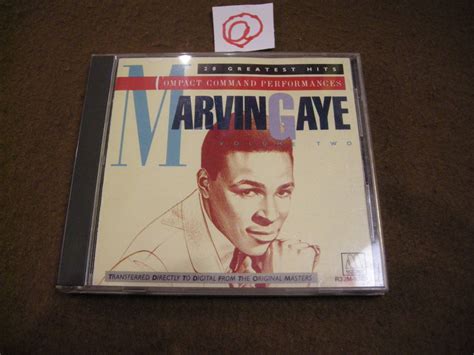 @
20 GREATEST HITS
COMPACT COMMAND PERFORMANCES
MARVIN GAYE
VOLUME TWO
TRANSFERRED DIRECTLY TO DIGITAL FROM THE ORIGINAL MASTERS